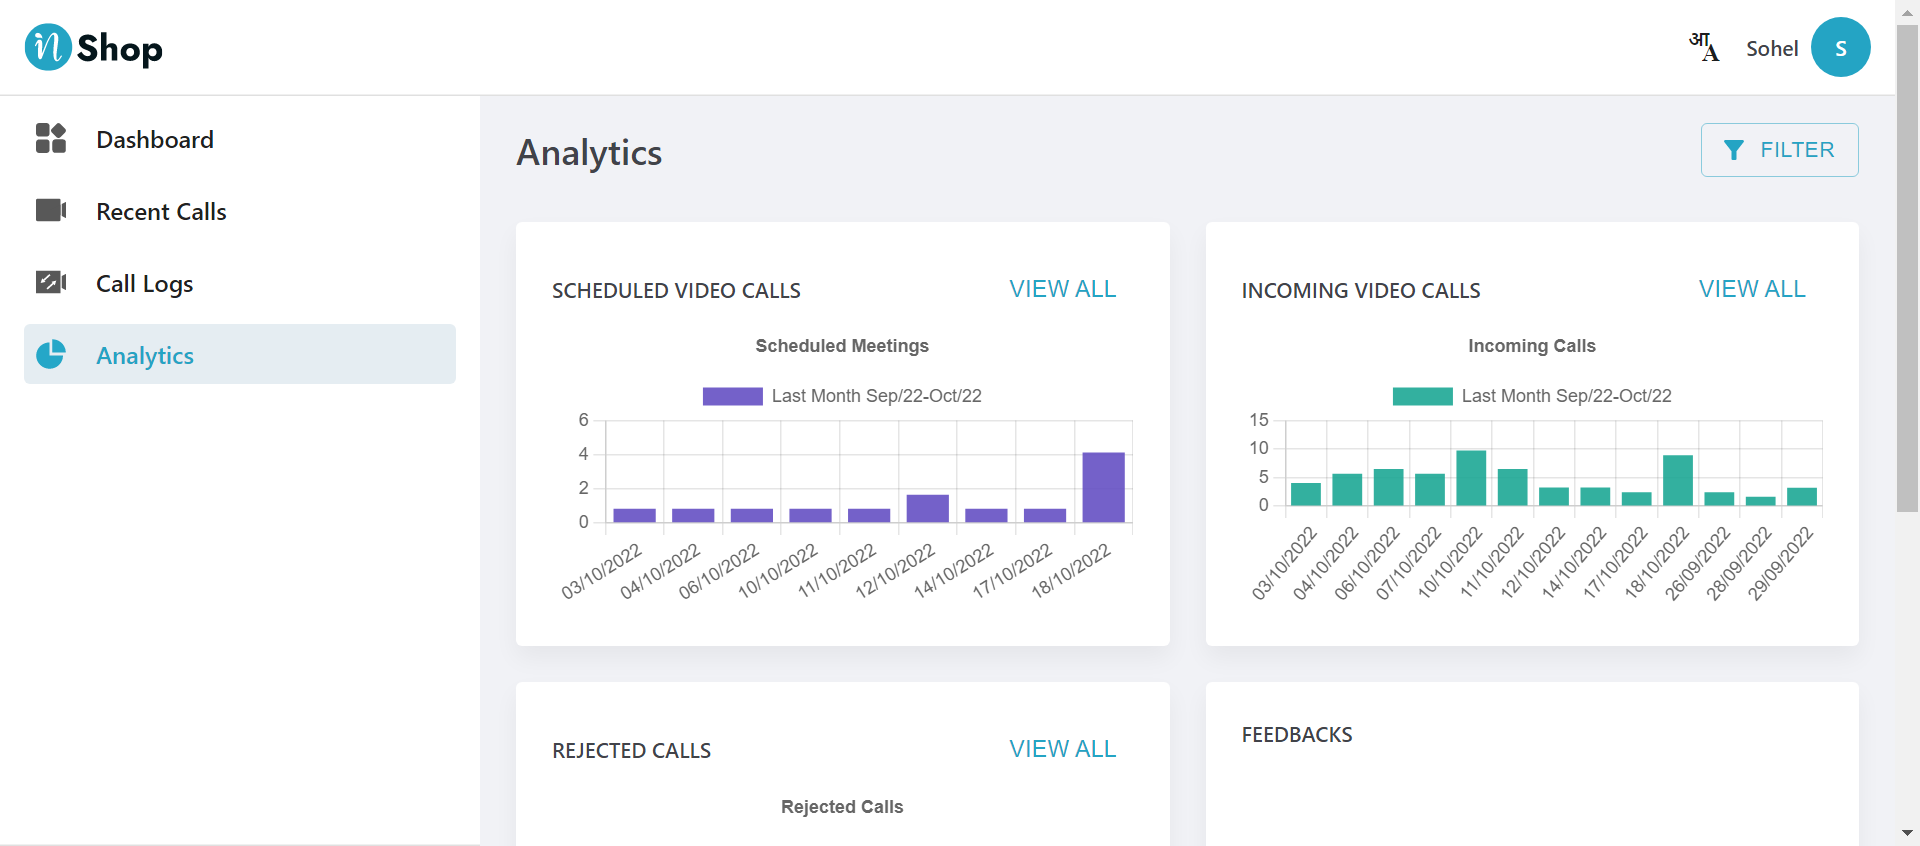 n Shop
आA
Sohel
S
Dashboard
Recent Calls
Call Logs
Analytics
Analytics
FILTER
SCHEDULED VIDEO CALLS
VIEW ALL
Scheduled Meetings
Last Month Sep/22-Oct/22
6
4
2
0
03/10/2022
04/10/2022
06/10/2022
10/10/2022
11/10/2022
12/10/2022
14/10/2022
17/10/2022
18/10/2022
INCOMING VIDEO CALLS
VIEW ALL
Incoming Calls
Last Month Sep/22-Oct/22
15
10
5
0
03/10/2022
04/10/2022
06/10/2022
07/10/2022
10/10/2022
11/10/2022
12/10/2022
14/10/2022
17/10/2022
18/10/2022
26/09/2022
28/09/2022
29/09/2022
REJECTED CALLS
VIEW ALL
Rejected Calls
FEEDBACKS